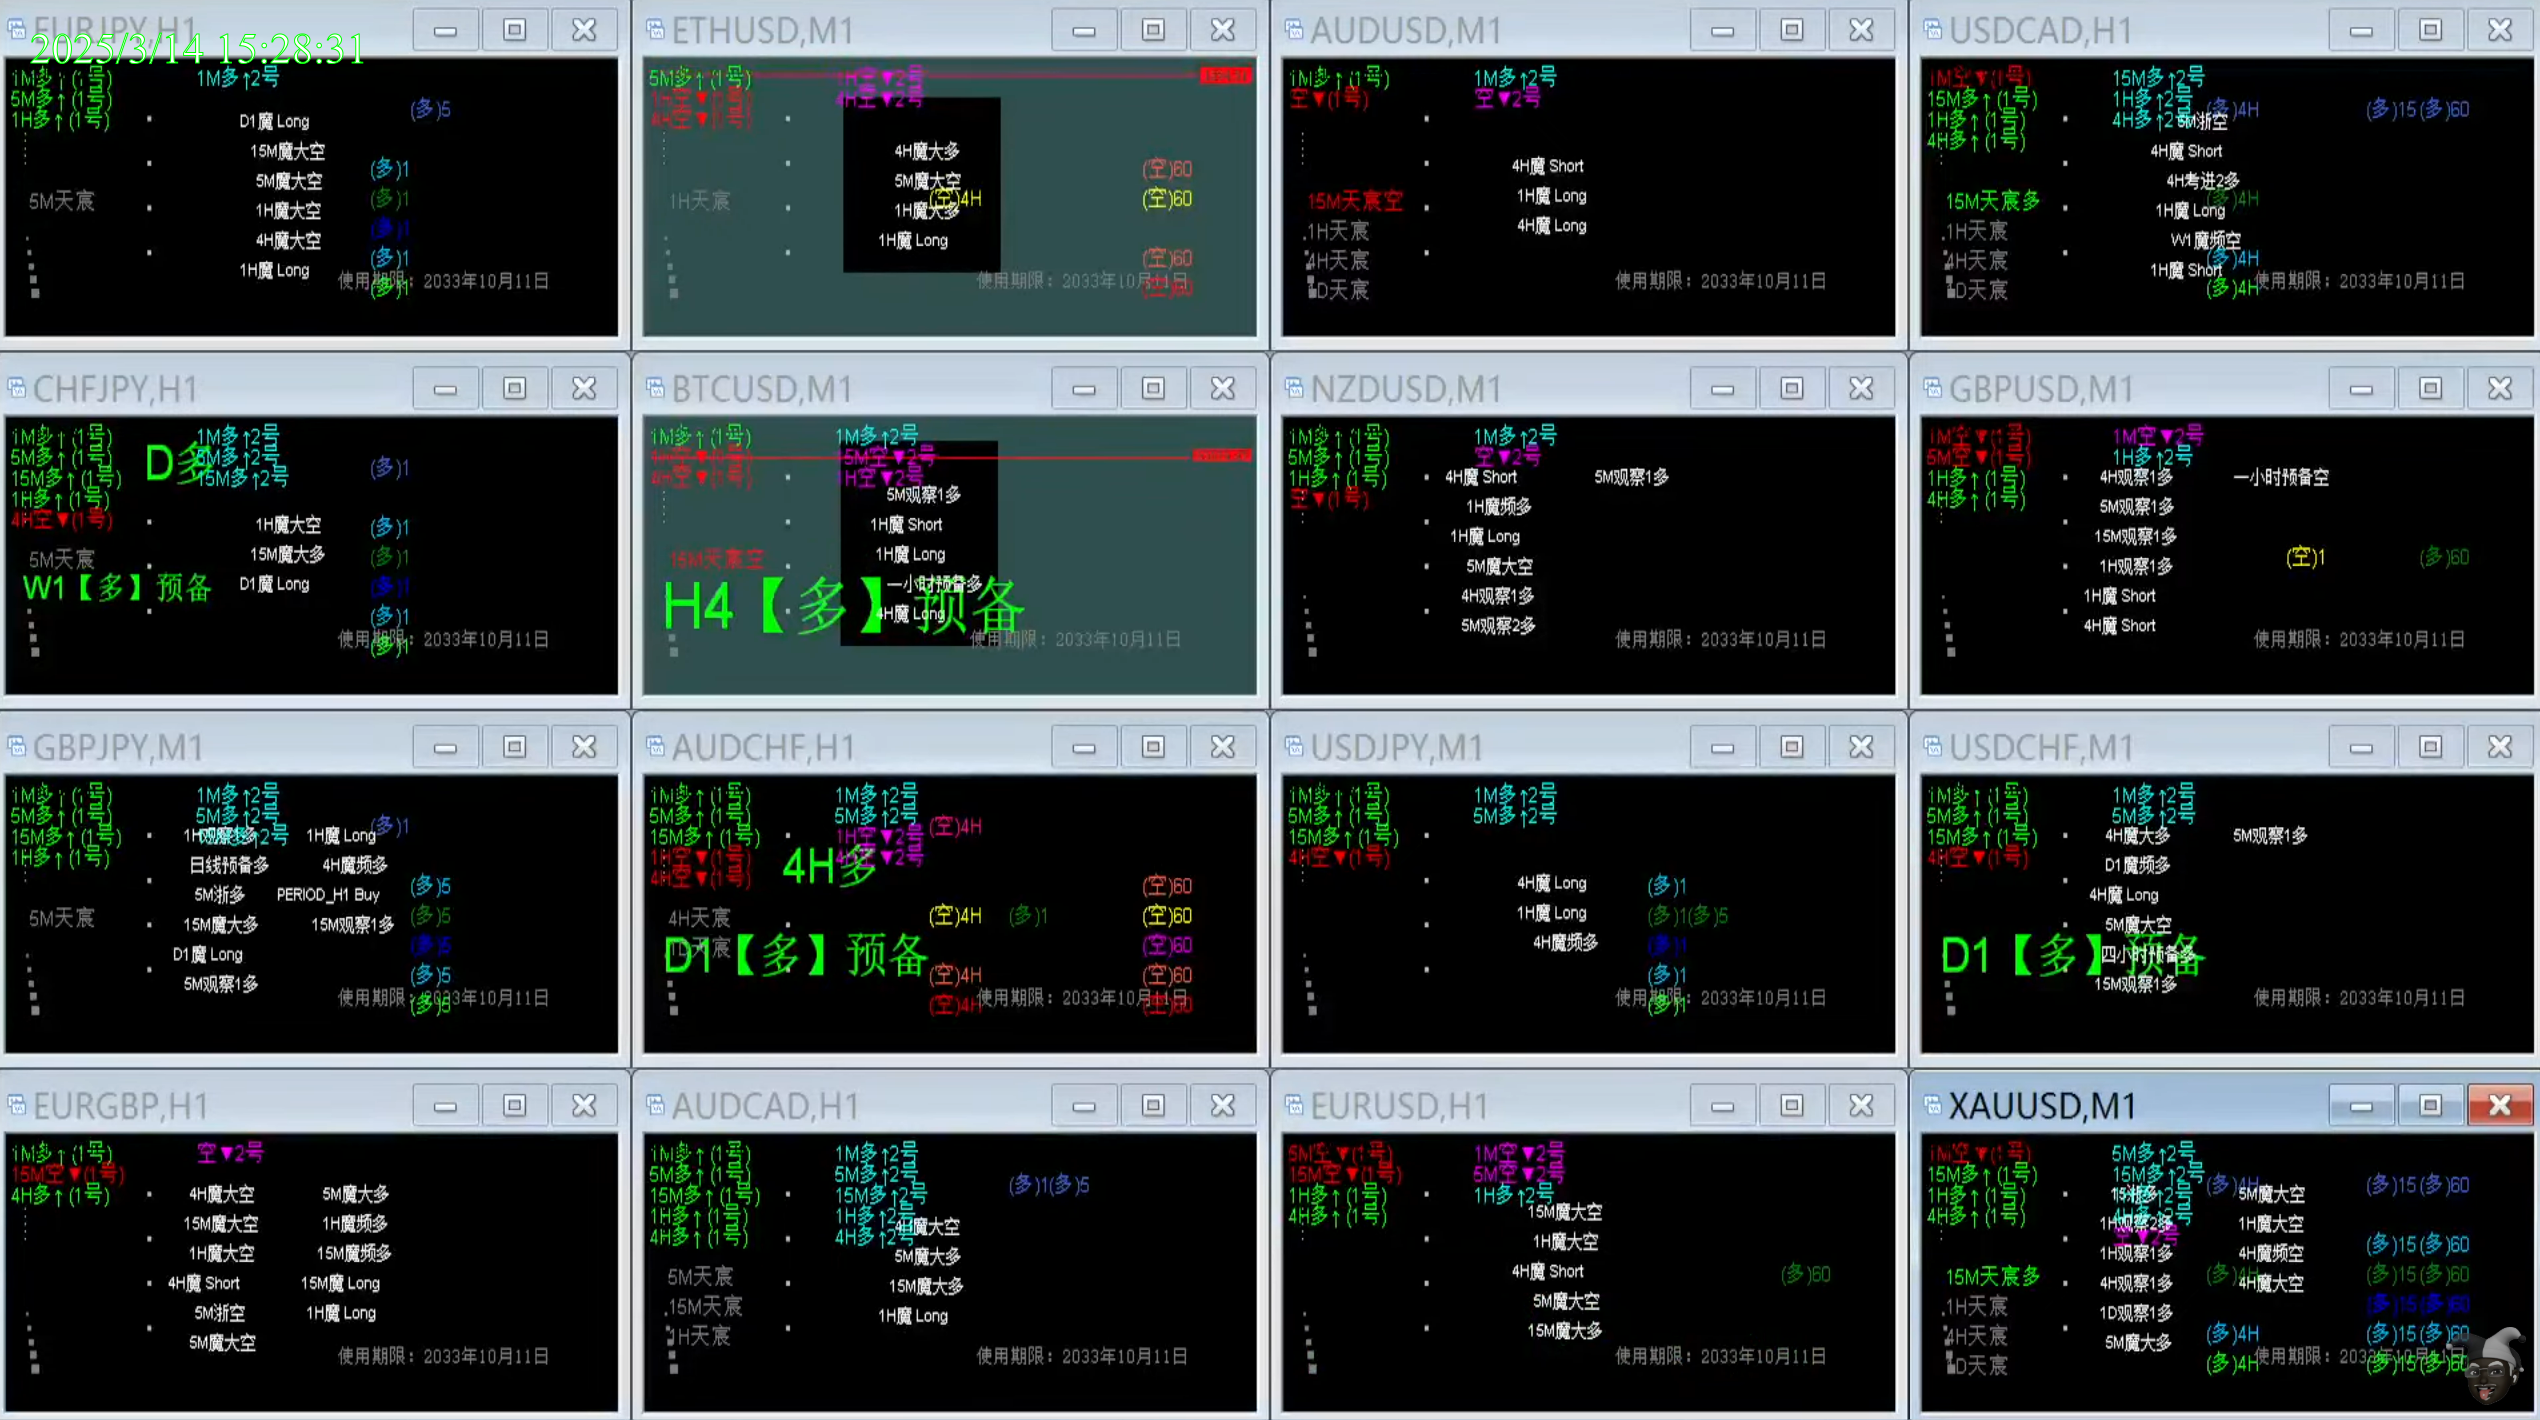 EURJPY,H1
2025/3/14 15:28:31
1M多↑(1号)
1M多↑2号
5M多↑(1号)
(多)5
1H多↑(1号)
D1魔 Long
15M魔大空
(多)1
5M魔大空
5M天宸
(多)1
1H魔大空
(多)1
4H魔大空
(多)1
1H魔 Long
(多)1
使用期限：2033年10月11日
ETHUSD,M1
5M多↑(1号)
1H空▼2号
1H空▼(1号)
4H空▼2号
4H空▼(1号)
4H魔大多
(空)60
5M魔大空
1H天宸
(空)4H
(空)60
1H魔大多
1H魔 Long
(空)60
(空)60
使用期限：2033年10月11日
AUDUSD,M1
1M多↑(1号)
1M多↑2号
空▼(1号)
空▼2号
4H魔 Short
15M天宸空
1H魔 Long
.1H天宸
4H魔 Long
4H天宸
1D天宸
使用期限：2033年10月11日
USDCAD,H1
1M空▼(1号)
15M多↑2号
15M多↑(1号)
1H多↑2号
(多)4H
(多)15(多)60
1H多↑(1号)
4H多↑2号
5M浙空
4H多↑(1号)
4H魔 Short
4H考进2多
15M天宸多
(多)4H
1H魔 Long
.1H天宸
W1魔频空
4H天宸
(多)4H
1H魔 Short
1D天宸
(多)4H
使用期限：2033年10月11日
CHFJPY,H1
1M多↑(1号)
1M多↑2号
5M多↑(1号)
D多
5M多↑2号
(多)1
15M多↑(1号)
15M多↑2号
1H多↑(1号)
4H空▼(1号)
1H魔大空
(多)1
15M魔大多
5M天宸
(多)1
W1【多】预备
D1魔 Long
(多)1
(多)1
(多)1
使用期限：2033年10月11日
BTCUSD,M1
1M多↑(1号)
1M多↑2号
1H空▼(1号)
15M空▼2号
4H空▼(1号)
1H空▼2号
5M观察1多
1H魔 Short
15M天宸空
1H魔 Long
一小时预备多
H4【多】预备
4H魔 Long
使用期限：2033年10月11日
NZDUSD,M1
1M多↑(1号)
1M多↑2号
5M多↑(1号)
空▼2号
1H多↑(1号)
4H魔 Short
5M观察1多
空▼(1号)
1H魔频多
1H魔 Long
5M魔大空
4H观察1多
5M观察2多
使用期限：2033年10月11日
GBPUSD,M1
1M空▼(1号)
1M空▼2号
5M空▼(1号)
1H多↑2号
1H多↑(1号)
4H观察1多
一小时预备空
4H多↑(1号)
5M观察1多
15M观察1多
(空)1
(多)60
1H观察1多
1H魔 Short
4H魔 Short
使用期限：2033年10月11日
GBPJPY,M1
1M多↑(1号)
1M多↑2号
5M多↑(1号)
5M多↑2号
(多)1
15M多↑(1号)
15M多↑2号
1H观察1多
1H魔 Long
1H多↑(1号)
日线预备多
4H魔频多
5M浙多
PERIOD_H1 Buy
(多)5
5M天宸
15M魔大多
15M观察1多
(多)5
D1魔 Long
(多)5
5M观察1多
(多)5
(多)5
使用期限：2033年10月11日
AUDCHF,H1
1M多↑(1号)
1M多↑2号
5M多↑(1号)
5M多↑2号
15M多↑(1号)
1H空▼2号
(空)4H
1H空▼(1号)
4H空▼2号
4H多
4H空▼(1号)
(空)60
4H天宸
(空)4H
(多)1
(空)60
1D天宸
D1【多】预备
(空)60
(空)4H
(空)60
(空)4H
(空)60
使用期限：2033年10月11日
USDJPY,M1
1M多↑(1号)
1M多↑2号
5M多↑(1号)
5M多↑2号
15M多↑(1号)
4H空▼(1号)
4H魔 Long
(多)1
1H魔 Long
(多)1(多)5
4H魔频多
(多)1
(多)1
(多)1
使用期限：2033年10月11日
USDCHF,M1
1M多↑(1号)
1M多↑2号
5M多↑(1号)
5M多↑2号
15M多↑(1号)
4H魔大多
5M观察1多
4H空▼(1号)
D1魔频多
4H魔 Long
5M魔大空
D1【多】预备
四小时预备多
15M观察1多
使用期限：2033年10月11日
EURGBP,H1
1M多↑(1号)
空▼2号
15M空▼(1号)
4H多↑(1号)
4H魔大空
5M魔大多
15M魔大空
1H魔频多
1H魔大空
15M魔频多
4H魔 Short
15M魔 Long
5M浙空
1H魔 Long
5M魔大空
使用期限：2033年10月11日
AUDCAD,H1
1M多↑(1号)
1M多↑2号
5M多↑(1号)
5M多↑2号
(多)1(多)5
15M多↑(1号)
15M多↑2号
1H多↑(1号)
1H多↑2号
4H魔大空
4H多↑(1号)
4H多↑2号
5M魔大多
5M天宸
15M魔大多
.15M天宸
1H魔 Long
1H天宸
使用期限：2033年10月11日
EURUSD,H1
5M空▼(1号)
1M空▼2号
15M空▼(1号)
5M空▼2号
1H多↑(1号)
1H多↑2号
4H多↑(1号)
15M魔大空
1H魔大空
4H魔 Short
(多)60
5M魔大空
15M魔大多
使用期限：2033年10月11日
XAUUSD,M1
1M空▼(1号)
5M多↑2号
15M多↑(1号)
15M多↑2号
(多)4H
(多)15(多)60
1H多↑(1号)
5M魔大空
4H多↑(1号)
4H多↑2号
1H观察2多
1H魔大空
空▼2号
1H观察1多
4H魔频空
(多)15(多)60
15M天宸多
4H观察1多
(多)4H
4H魔大空
(多)15(多)60
.1H天宸
1D观察1多
(多)15(多)60
4H天宸
5M魔大多
(多)4H
(多)15(多)60
1D天宸
(多)4H
(多)15(多)60
使用期限：2033年10月11日